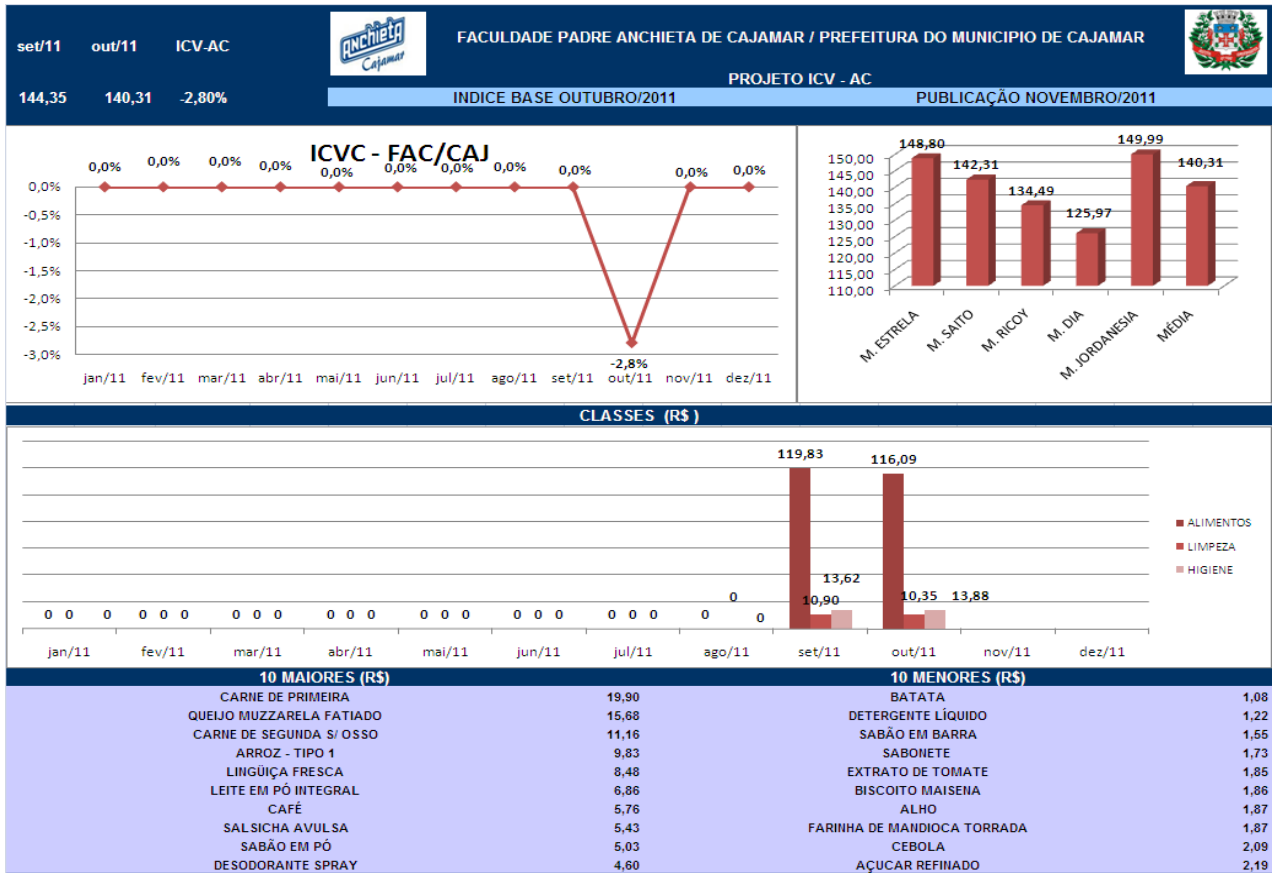 set/11 out/11 ICV-AC
144,35 140,31 -2,80%
ANCHIETA
Cajamar
FACULDADE PADRE ANCHIETA DE CAJAMAR / PREFEITURA DO MUNICIPIO DE CAJAMAR
PROJETO ICV - AC
INDICE BASE OUTUBRO/2011 PUBLICAÇÃO NOVEMBRO/2011
ICVC - FAC/CAJ
0,0% 0,0% 0,0% 0,0% 0,0% 0,0% 0,0% 0,0% 0,0% 0,0% 0,0%
0,0%
-0,5%
-1,0%
-1,5%
-2,0%
-2,5%
-3,0%
-2,8%
jan/11 fev/11 mar/11 abr/11 mai/11 jun/11 jul/11 ago/11 set/11 out/11 nov/11 dez/11
148,80 142,31 134,49 125,97 149,99 140,31
150,00
145,00
140,00
135,00
130,00
125,00
120,00
115,00
110,00
M. ESTRELA M. SAITO M. RICOY M. DIA M. JORDANESIA MÉDIA
CLASSES (R$ )
119,83 116,09
13,62
10,90 10,35 13,88
0 0 0 0 0 0 0 0 0 0 0 0 0 0 0 0 0 0 0 0 0 0 0 0
jan/11 fev/11 mar/11 abr/11 mai/11 jun/11 jul/11 ago/11 set/11 out/11 nov/11 dez/11
ALIMENTOS
LIMPEZA
HIGIENE
10 MAIORES (R$) 10 MENORES (R$)
CARNE DE PRIMEIRA 19,90 BATATA 1,08
QUEIJO MUZZARELA FATIADO 15,68 DETERGENTE LÍQUIDO 1,22
CARNE DE SEGUNDA S/ OSSO 11,16 SABÃO EM BARRA 1,55
ARROZ - TIPO 1 9,83 SABONETE 1,73
LINGÜIÇA FRESCA 8,48 EXTRATO DE TOMATE 1,85
LEITE EM PÓ INTEGRAL 6,86 BISCOITO MAISENA 1,86
CAFÉ 5,76 ALHO 1,87
SALSICHA AVULSA 5,43 FARINHA DE MANDIOCA TORRADA 1,87
SABÃO EM PÓ 5,03 CEBOLA 2,09
DESODORANTE SPRAY 4,60 AÇUCAR REFINADO 2,19